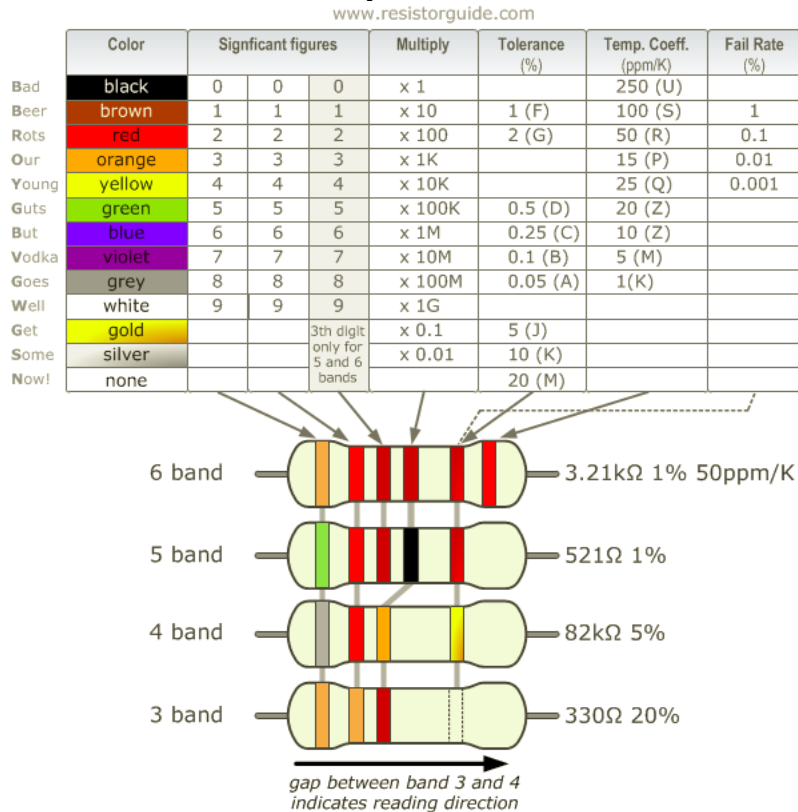 www.resistorguide.com
Color Signficant figures Multiply Tolerance (%) Temp. Coeff. (ppm/K) Fail Rate (%)
Bad black 0 0 0 x 1 250 (U)
Beer brown 1 1 1 x 10 1 (F) 100 (S) 1
Rots red 2 2 2 x 100 2 (G) 50 (R) 0.1
Our orange 3 3 3 x 1K 15 (P) 0.01
Young yellow 4 4 4 x 10K 25 (Q) 0.001
Guts green 5 5 5 x 100K 0.5 (D) 20 (Z)
But blue 6 6 6 x 1M 0.25 (C) 10 (Z)
Vodka violet 7 7 7 x 10M 0.1 (B) 5 (M)
Goes grey 8 8 8 x 100M 0.05 (A) 1(K)
Well white 9 9 9 x 1G
Get gold x 0.1 5 (J)
Some silver x 0.01 10 (K)
Now! none 20 (M)
3th digit
only for
5 and 6
bands
6 band 3.21kΩ 1% 50ppm/K
5 band 521Ω 1%
4 band 82kΩ 5%
3 band 330Ω 20%
gap between band 3 and 4
indicates reading direction